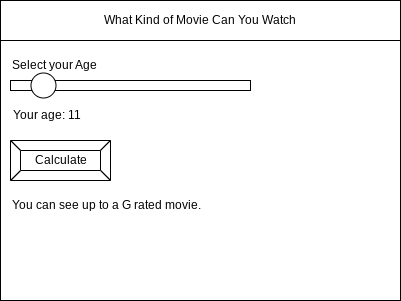 What Kind of Movie Can You Watch
Select your Age
Your age: 11
Calculate
You can see up to a G rated movie.